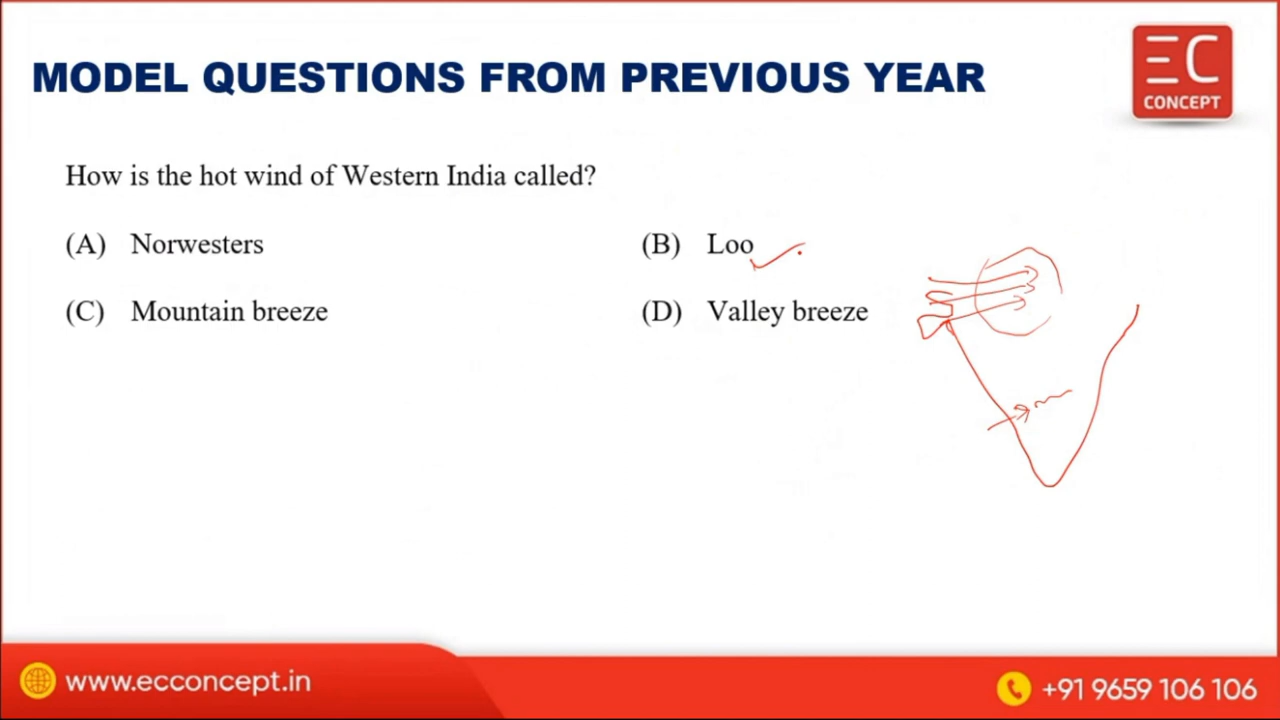 MODEL QUESTIONS FROM PREVIOUS YEAR
EC
CONCEPT
How is the hot wind of Western India called?
(A) Norwesters
(B) Loo
(C) Mountain breeze
(D) Valley breeze
www.ecconcept.in
+91 9659 106 106